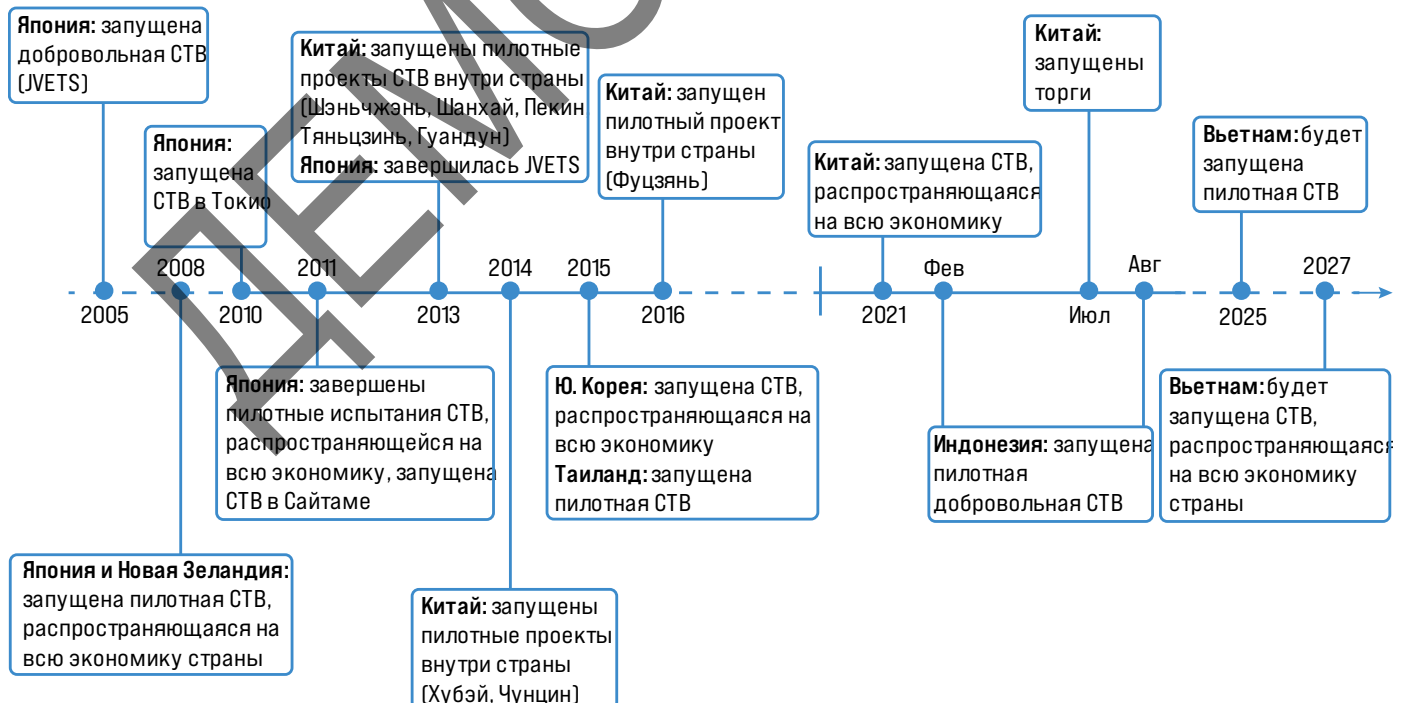 Япония: запущена
добровольная СТВ
(JVETS)
Япония:
запущена
СТВ в Токио
Китай: запущены пилотные
проекты СТВ внутри страны
(Шэньчжэнь, Шанхай, Пекин
Тяньцзинь, Гуандун)
Япония: завершилась JVETS
Китай: запущен
пилотный проект
внутри страны
(Фуцзянь)
Китай: запущена СТВ,
распространяющаяся
на всю экономику
Китай:
запущены
торги
Вьетнам: будет
запущена
пилотная СТВ
2005
2008
2010
2011
2013
2014
2015
2016
2021
Фев
Июл
Авг
2025
2027
Япония и Новая Зеландия:
запущена пилотная СТВ,
распространяющаяся на
всю экономику страны
Япония: завершены
пилотные испытания СТВ,
распространяющейся на
всю экономику, запущена
СТВ в Сайтаме
Китай: запущены
пилотные проекты
внутри страны
(Хубэй, Чунцин)
Ю. Корея: запущена СТВ,
распространяющаяся на
всю экономику
Таиланд: запущена
пилотная СТВ
Индонезия: запущена
пилотная
добровольная СТВ
Вьетнам: будет
запущена СТВ,
распространяющаяся
на всю экономику
страны
ДЕМО